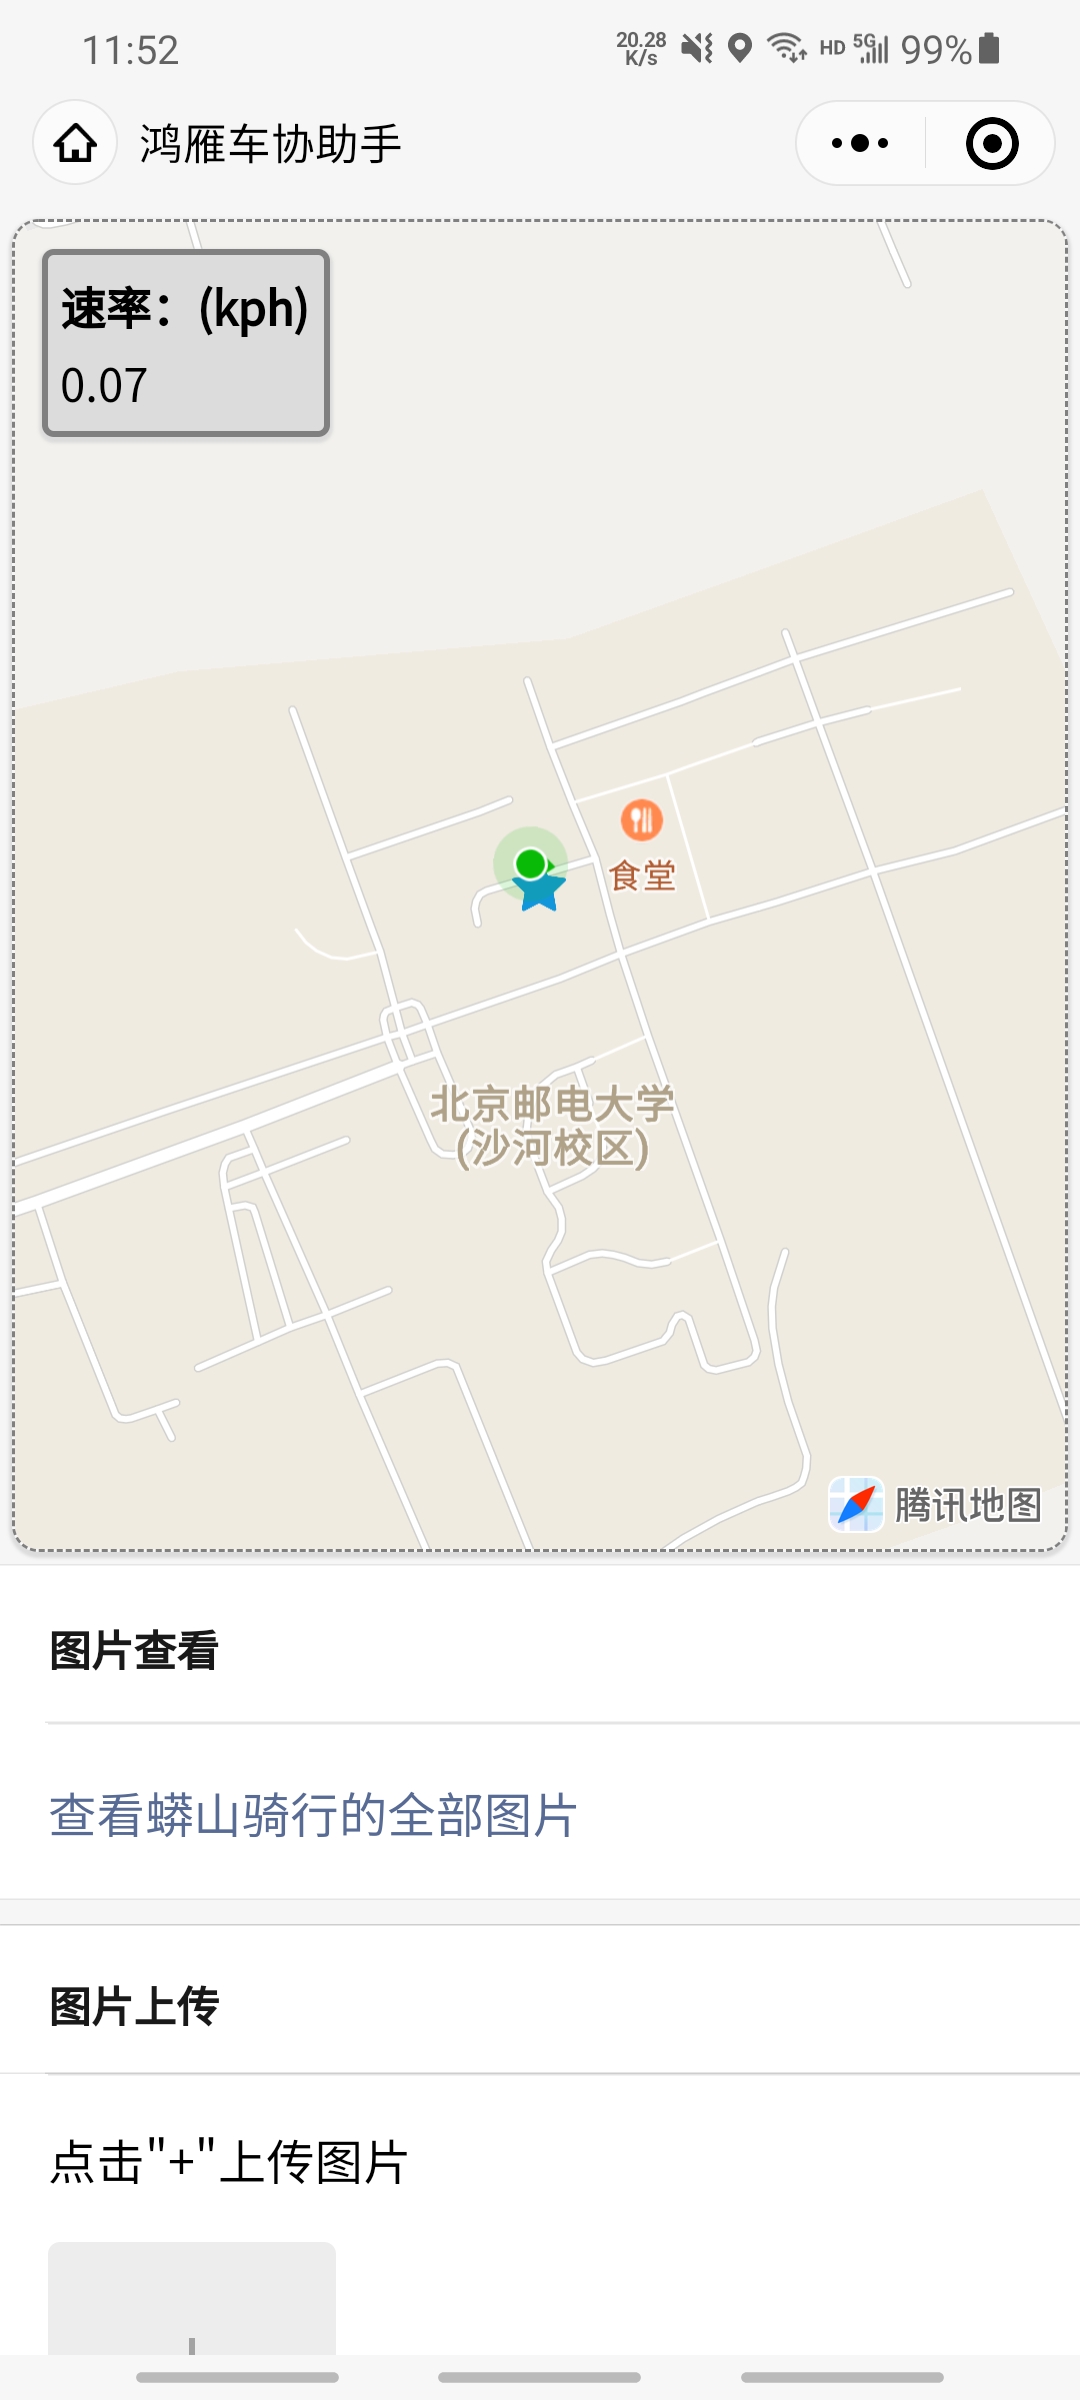 11:52
20.28
K/s
HD
5G
99%
鸿雁车协助手
速率：(kph)
0.07
食堂
北京邮电大学
(沙河校区)
腾讯地图
图片查看
查看蟒山骑行的全部图片
图片上传
点击"+"上传图片